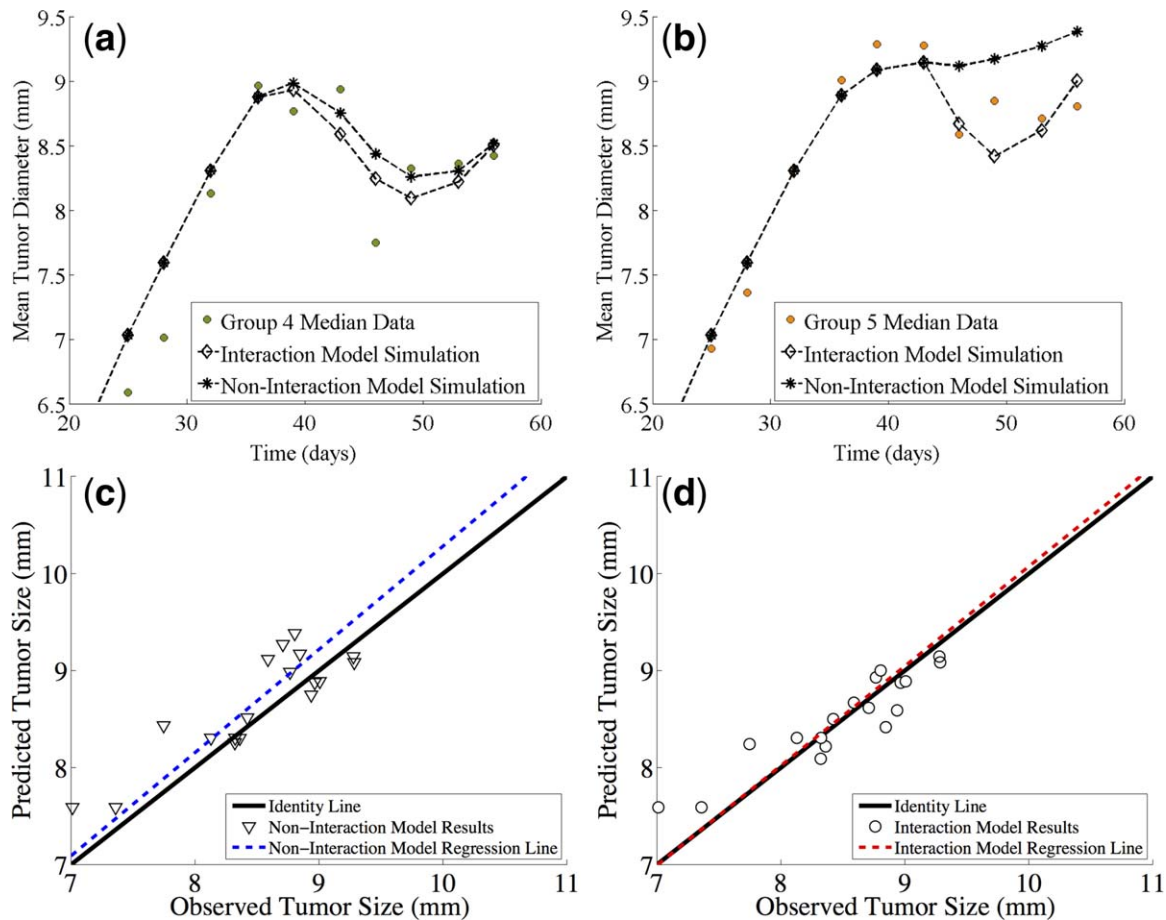 (a)
9.5
9
8.5
8
7.5
7
6.5
Mean Tumor Diameter (mm)
Group 4 Median Data
Interaction Model Simulation
Non-Interaction Model Simulation
20 30 40 50 60
Time (days)
(b)
9.5
9
8.5
8
7.5
7
6.5
Mean Tumor Diameter (mm)
Group 5 Median Data
Interaction Model Simulation
Non-Interaction Model Simulation
20 30 40 50 60
Time (days)
(c)
11
10
9
8
7
Predicted Tumor Size (mm)
Identity Line
Non-Interaction Model Results
Non-Interaction Model Regression Line
7 8 9 10 11
Observed Tumor Size (mm)
(d)
11
10
9
8
7
Predicted Tumor Size (mm)
Identity Line
Interaction Model Results
Interaction Model Regression Line
7 8 9 10 11
Observed Tumor Size (mm)